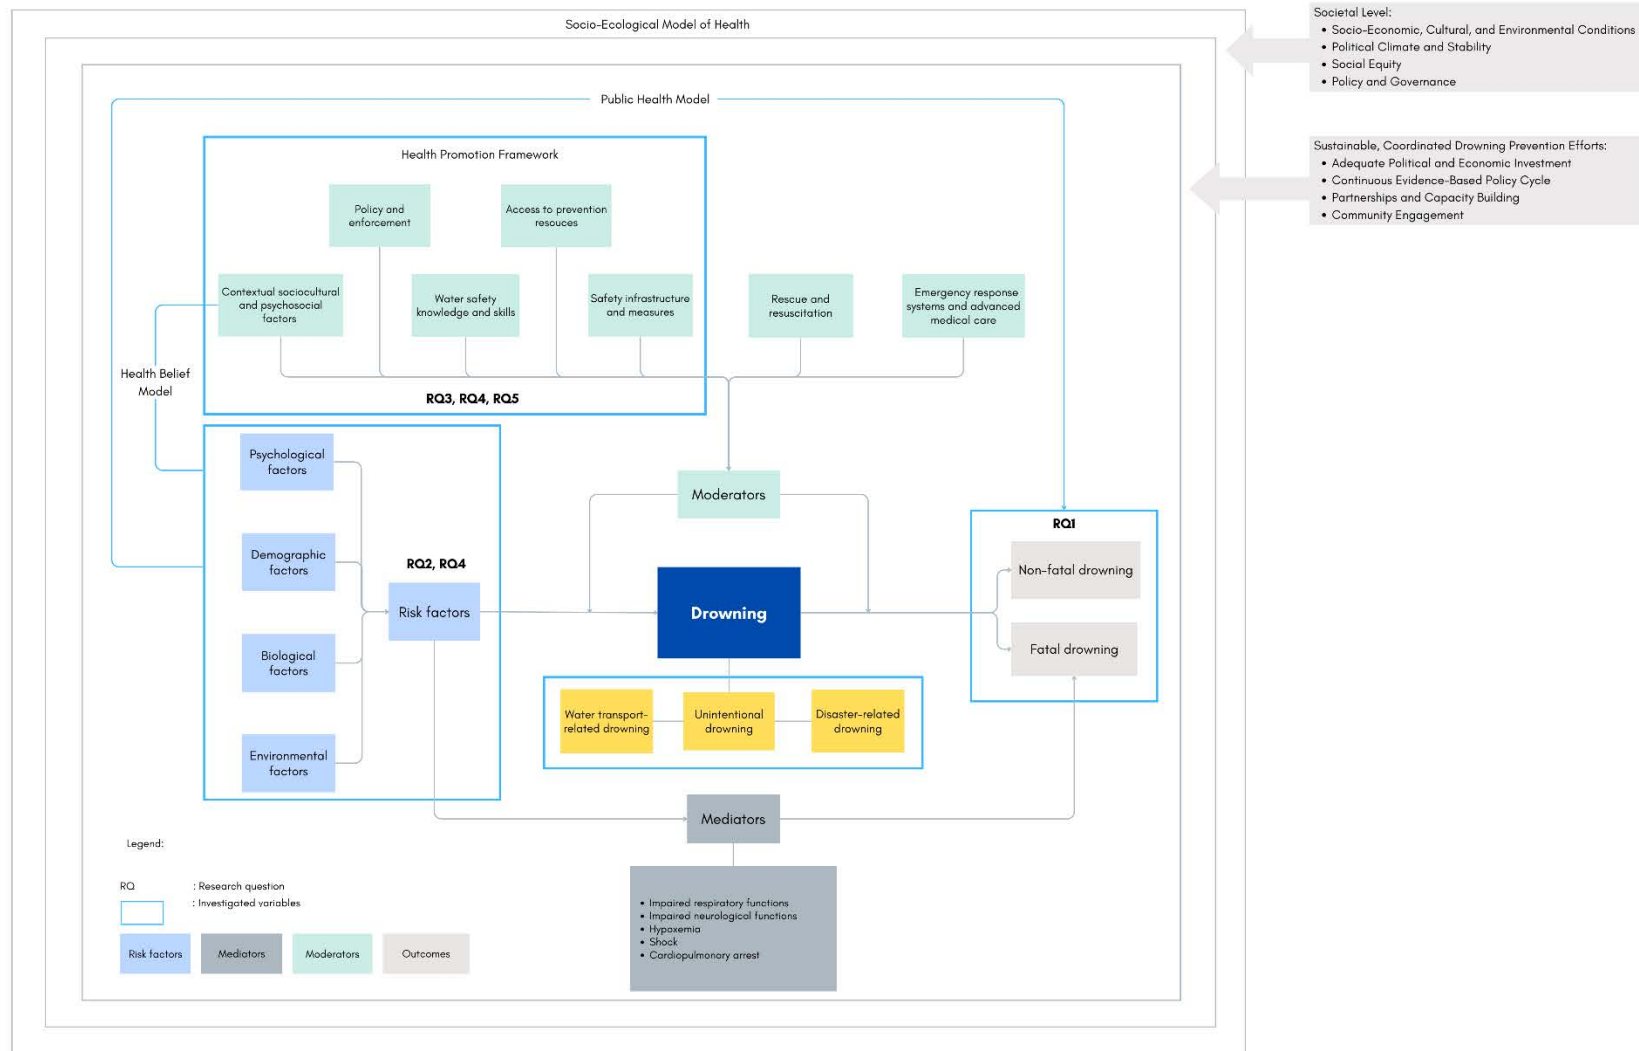 Socio-Ecological Model of Health
Societal Level:
• Socio-Economic, Cultural, and Environmental Conditions
• Political Climate and Stability
• Social Equity
• Policy and Governance
Sustainable, Coordinated Drowning Prevention Efforts:
• Adequate Political and Economic Investment
• Continuous Evidence-Based Policy Cycle
• Partnerships and Capacity Building
• Community Engagement
Public Health Model
Health Promotion Framework
Policy and
enforcement
Access to prevention
resouces
Contextual sociocultural
and psychosocial
factors
Water safety
knowledge and skills
Safety infrastructure
and measures
Rescue and
resuscitation
Emergency response
systems and advanced
medical care
Health Belief
Model
RQ3, RQ4, RQ5
Psychological
factors
Demographic
factors
Biological
factors
Environmental
factors
RQ2, RQ4
Risk factors
Moderators
Drowning
RQ1
Non-fatal drowning
Fatal drowning
Water transport-
related drowning
Unintentional
drowning
Disaster-related
drowning
Mediators
• Impaired respiratory functions
• Impaired neurological functions
• Hypoxemia
• Shock
• Cardiopulmonary arrest
Legend:
RQ : Research question
: Investigated variables
Risk factors
Mediators
Moderators
Outcomes